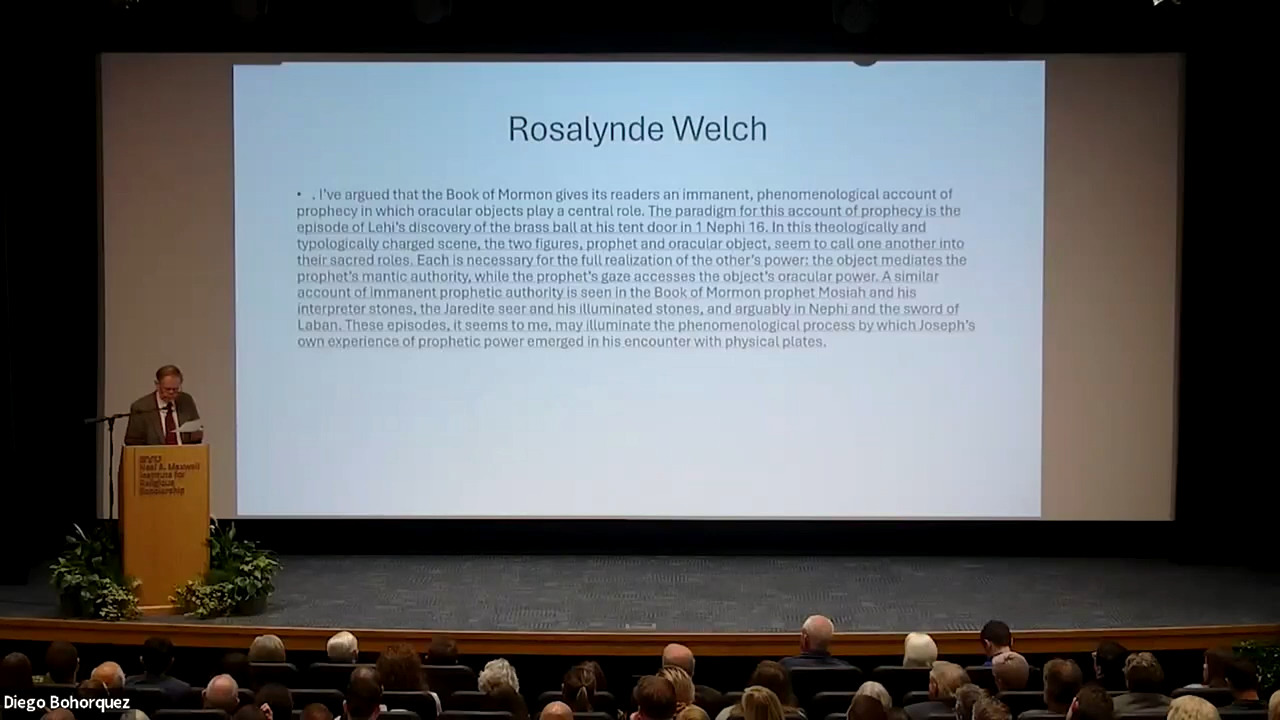 Rosalynde Welch
• . I've argued that the Book of Mormon gives its readers an immanent, phenomenological account of
prophecy in which oracular objects play a central role. The paradigm for this account of prophecy is the
episode of Lehi's discovery of the brass ball at his tent door in 1 Nephi 16. In this theologically and
typologically charged scene, the two figures, prophet and oracular object, seem to call one another into
their sacred roles. Each is necessary for the full realization of the other's power: the object mediates the
prophet's mantic authority, while the prophet's gaze accesses the object's oracular power. A similar
account of immanent prophetic authority is seen in the Book of Mormon prophet Mosiah and his
interpreter stones, the Jaredite seer and his illuminated stones, and arguably in Nephi and the sword of
Laban. These episodes, it seems to me, may illuminate the phenomenological process by which Joseph's
own experience of prophetic power emerged in his encounter with physical plates.
BYU
Neal A. Maxwell
Institute for
Religious
Scholarship
Diego Bohorquez